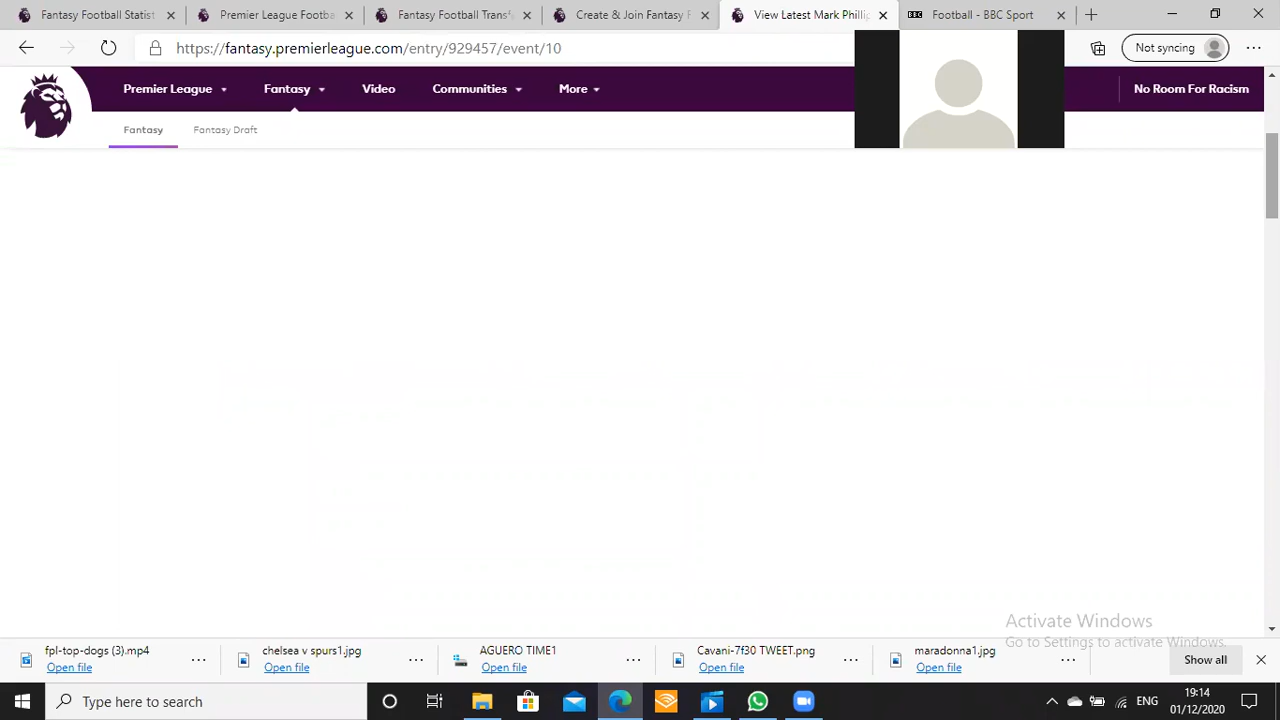 Fantasy Football Statist
Premier League Footba
Fantasy Football Transf
Create & Join Fantasy F
View Latest Mark Phillip
BBC Football - BBC Sport
https://fantasy.premierleague.com/entry/929457/event/10
Not syncing
Premier League Fantasy Video Communities More No Room For Racism
Fantasy Fantasy Draft
Activate Windows
Go to Settings to activate Windows.
fpl-top-dogs (3).mp4
Open file
chelsea v spurs1.jpg
Open file
AGUERO TIME1
Open file
Cavani-7f30 TWEET.png
Open file
maradonna1.jpg
Open file
Show all
Type here to search
ENG
19:14
01/12/2020